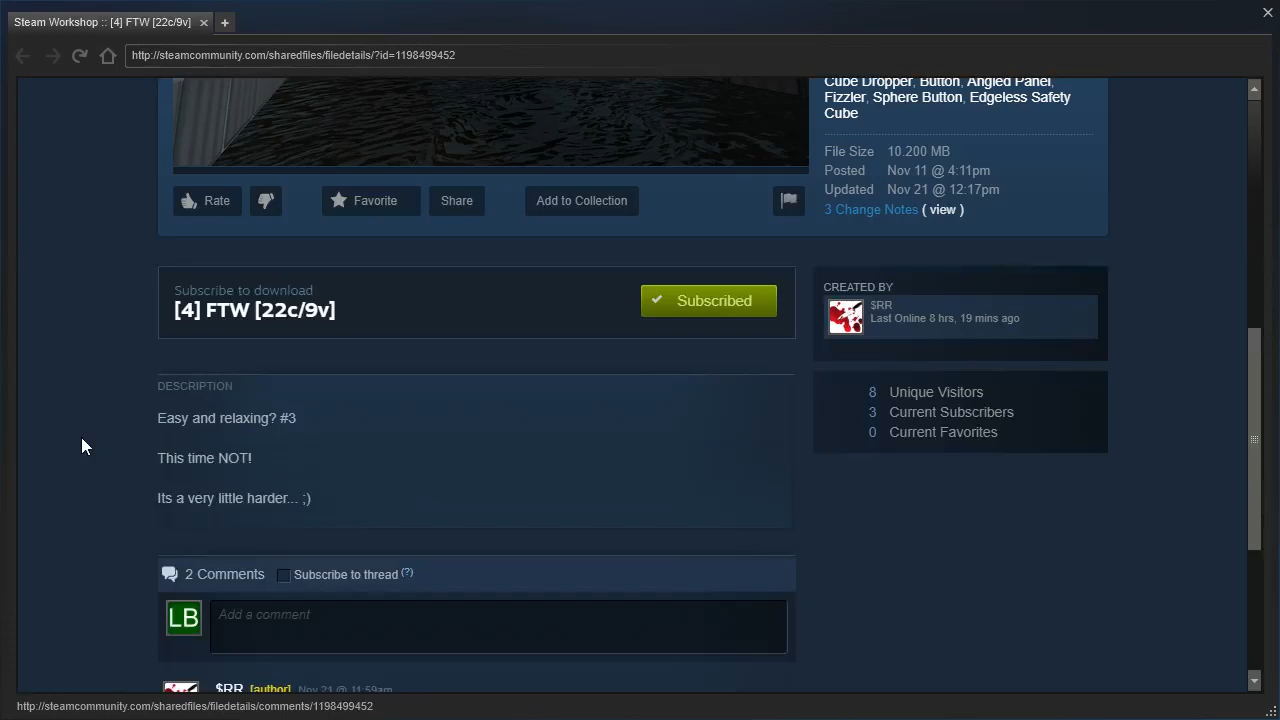 Steam Workshop :: [4] FTW [22c/9v]
http://steamcommunity.com/sharedfiles/filedetails/?id=1198499452
Cube Dropper, Button, Angled Panel,
Fizzler, Sphere Button, Edgeless Safety
Cube
File Size 10.200 MB
Posted Nov 11 @ 4:11pm
Updated Nov 21 @ 12:17pm
3 Change Notes ( view )
Rate
Favorite
Share
Add to Collection
Subscribe to download
[4] FTW [22c/9v]
Subscribed
CREATED BY
$RR
Last Online 8 hrs, 19 mins ago
8 Unique Visitors
3 Current Subscribers
0 Current Favorites
DESCRIPTION
Easy and relaxing? #3
This time NOT!
Its a very little harder... ;)
2 Comments Subscribe to thread (?)
LB
Add a comment
$RR [author] Nov 21 @ 11:59am
http://steamcommunity.com/sharedfiles/filedetails/comments/1198499452